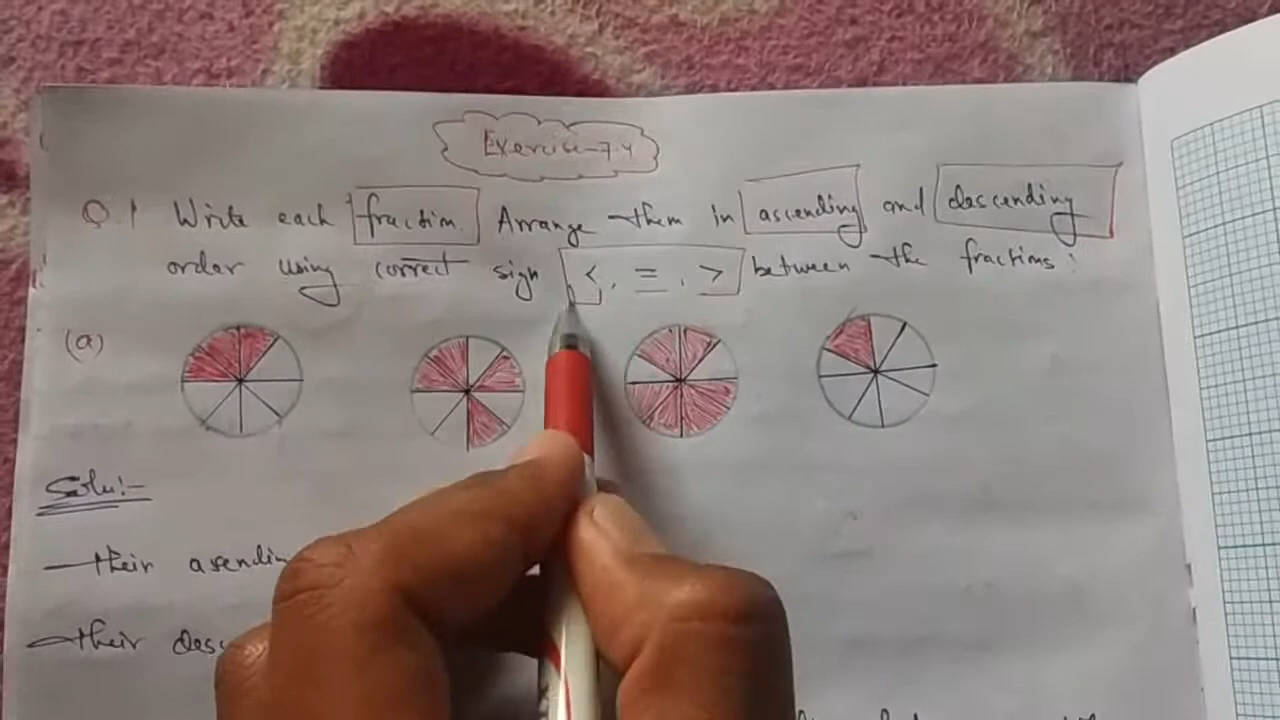 Exercise-7.4
Q.1 Write each fraction. Arrange them in ascending and descending
order using correct sign <, =, > between the fractions:
(a)
Solu:-
their asendin
their des